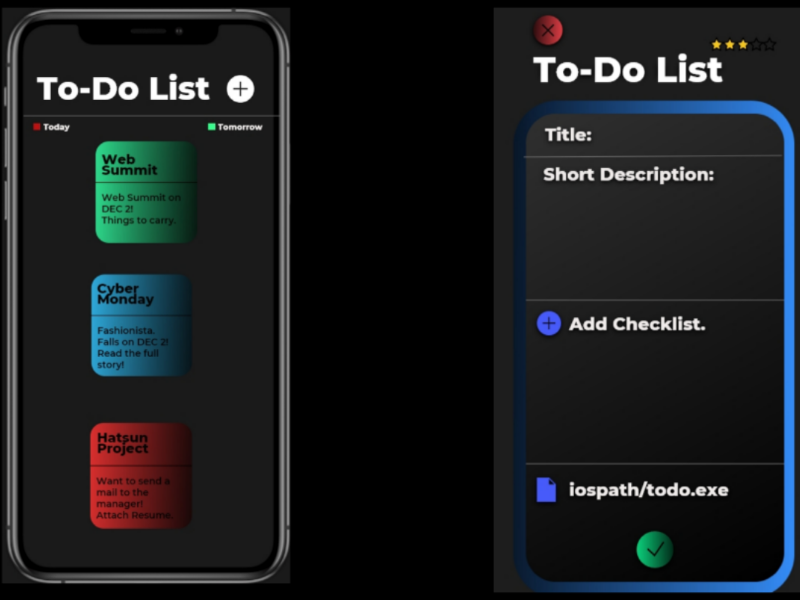 To-Do List
Today
Tomorrow
Web
Summit
Web Summit on
DEC 2!
Things to carry.
Cyber
Monday
Fashionista.
Falls on DEC 2!
Read the full
story!
Hatsun
Project
Want to send a
mail to the
manager!
Attach Resume.
To-Do List
Title:
Short Description:
Add Checklist.
iospath/todo.exe